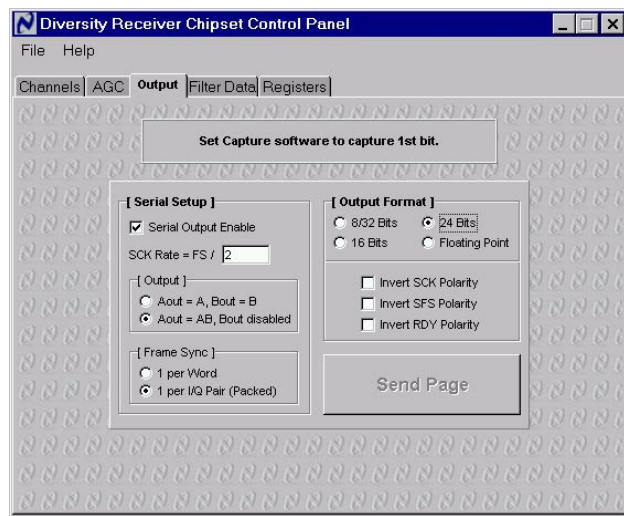 Diversity Receiver Chipset Control Panel
File Help
Channels AGC Output Filter Data Registers
Set Capture software to capture 1st bit.
[ Serial Setup ]
Serial Output Enable
SCK Rate = FS / 2
[ Output ]
Aout = A, Bout = B
Aout = AB, Bout disabled
[ Frame Sync ]
1 per Word
1 per I/Q Pair (Packed)
[ Output Format ]
8/32 Bits 24 Bits
16 Bits Floating Point
Invert SCK Polarity
Invert SFS Polarity
Invert RDY Polarity
Send Page